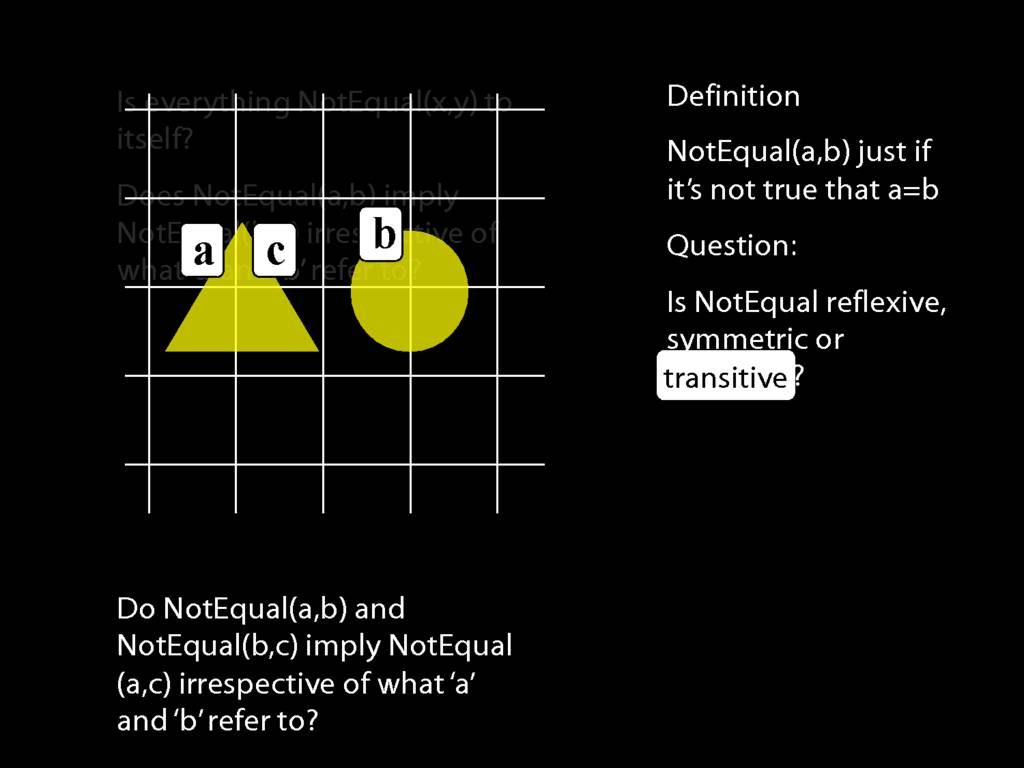 Is everything NotEqual(x,y) to
itself?
Does NotEqual(a,b) imply
irrespective of
what refer to?
a
c
b
Definition
NotEqual(a,b) just if
it's not true that a=b
Question:
Is NotEqual reflexive,
symmetric or
transitive?
Do NotEqual(a,b) and
NotEqual(b,c) imply NotEqual
(a,c) irrespective of what ‘a’
and ‘b’ refer to?